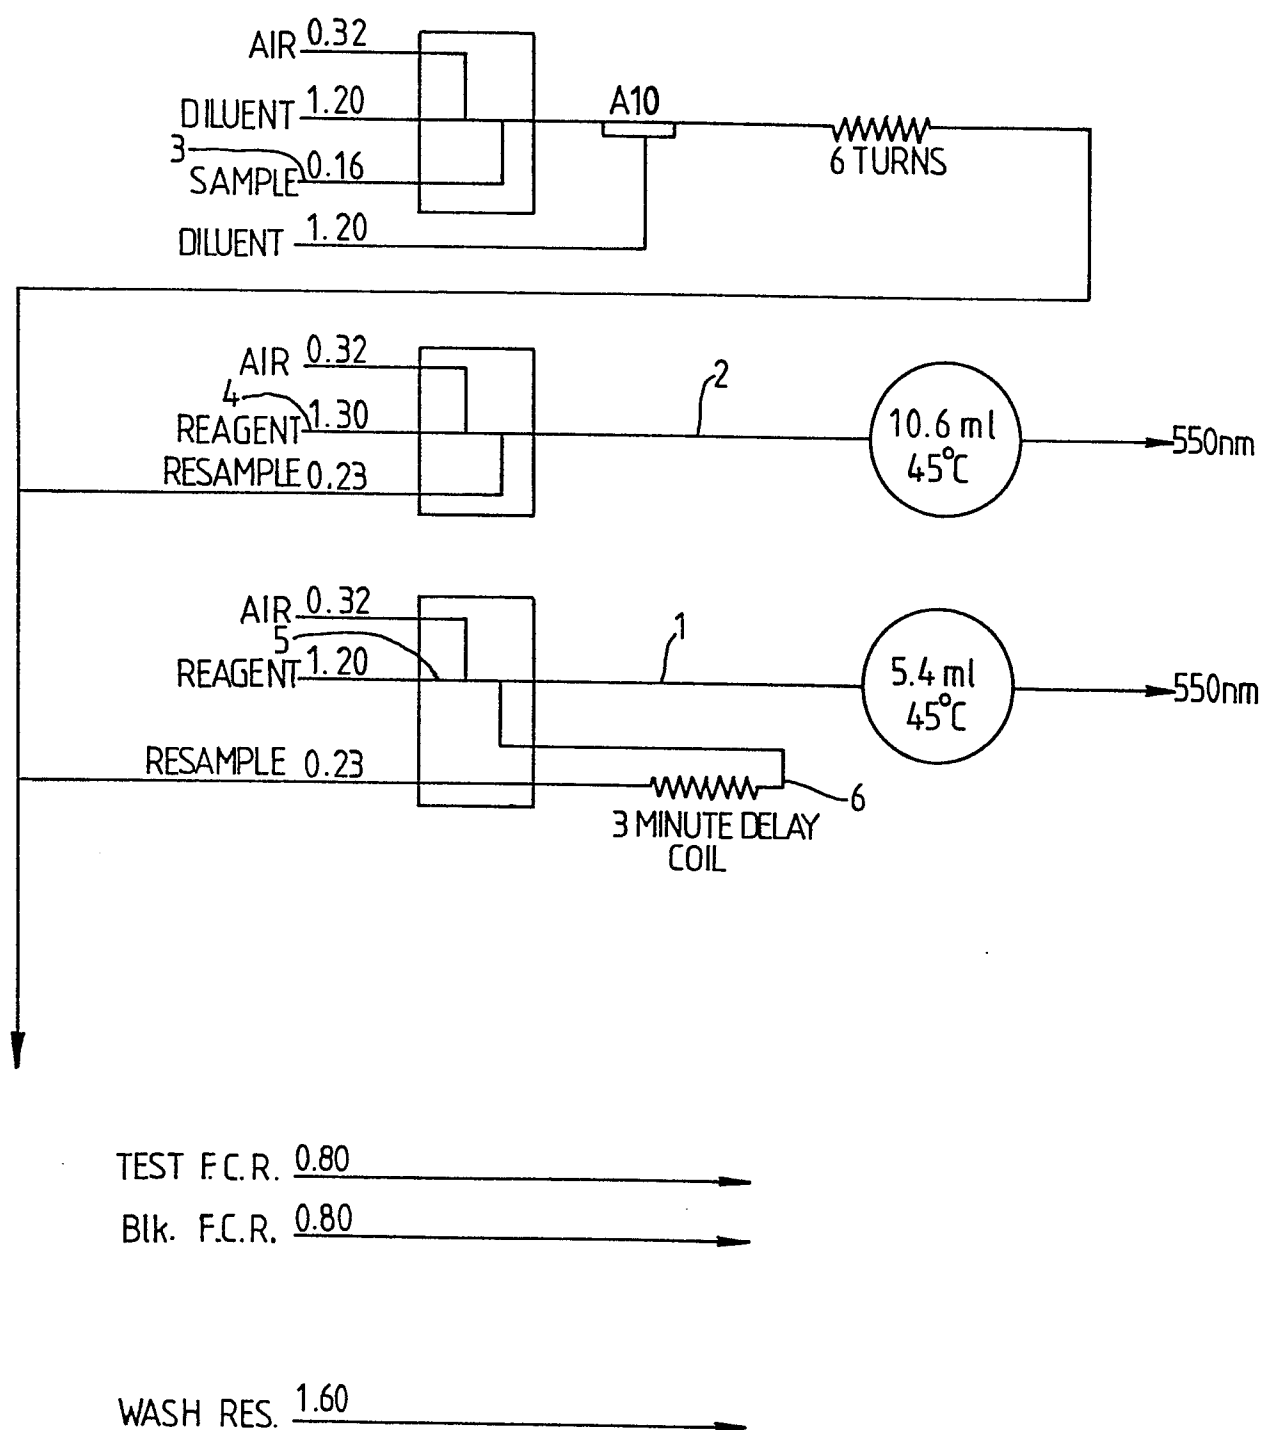 AIR 0.32
DILUENT 1.20
A10
3
SAMPLE 0.16
6 TURNS
DILUENT 1.20
AIR 0.32
4
2
REAGENT 1.30
10.6 ml
45°C
550nm
RESAMPLE 0.23
AIR 0.32
5
1
REAGENT 1.20
5.4 ml
45°C
550nm
RESAMPLE 0.23
6
3 MINUTE DELAY
COIL
TEST F.C.R. 0.80
Blk. F.C.R. 0.80
WASH RES. 1.60